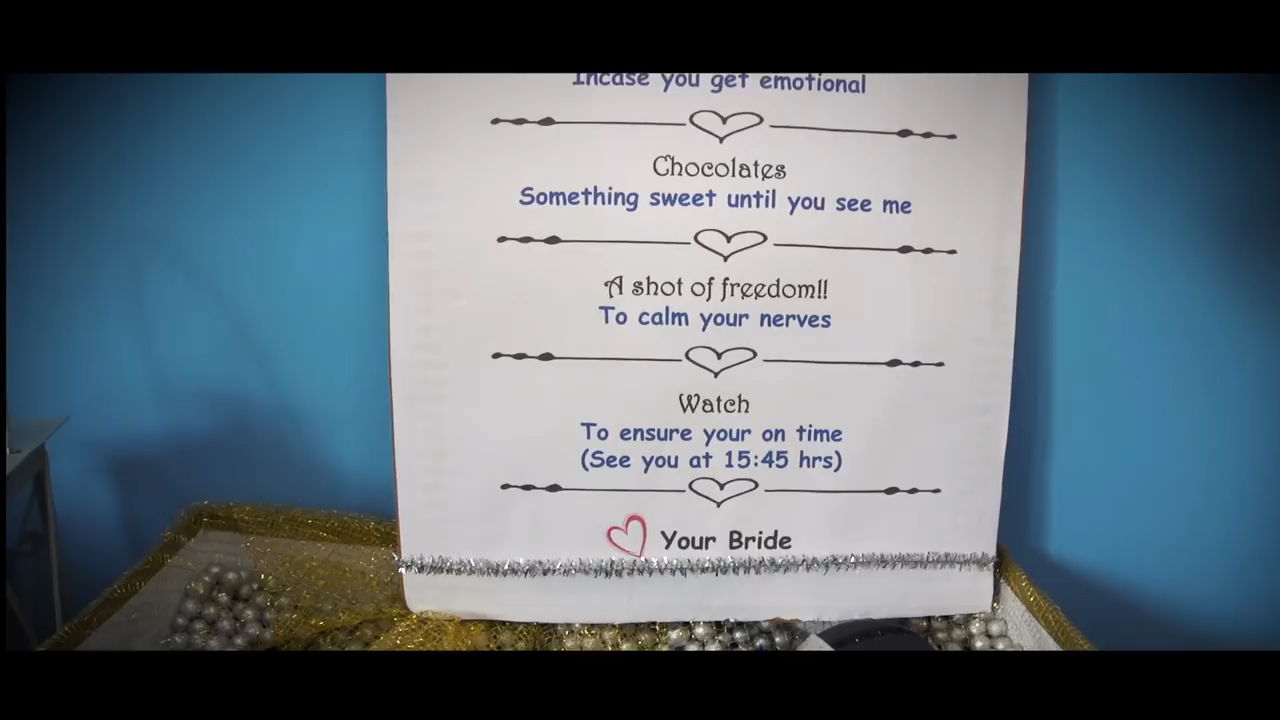 Incase you get emotional
Chocolates
Something sweet until you see me
A shot of freedom!!
To calm your nerves
Watch
To ensure your on time
(See you at 15:45 hrs)
Your Bride